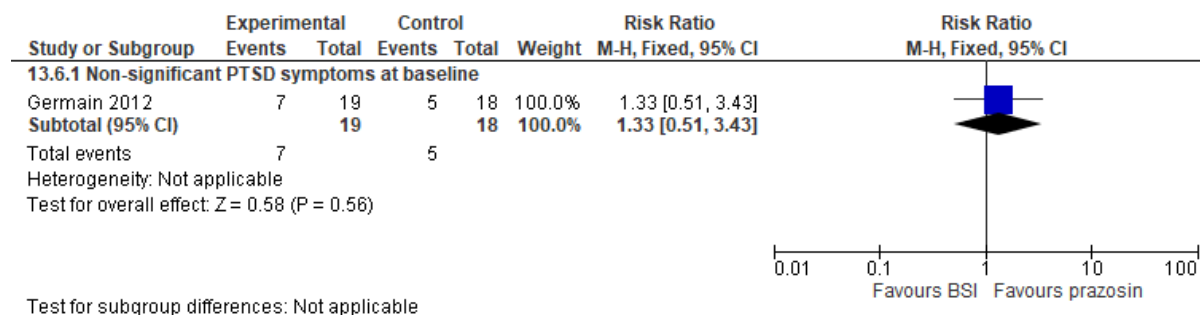 Experimental Control Risk Ratio Risk Ratio
Study or Subgroup Events Total Events Total Weight M-H, Fixed, 95% CI M-H, Fixed, 95% CI
13.6.1 Non-significant PTSD symptoms at baseline
Germain 2012 7 19 5 18 100.0% 1.33 [0.51, 3.43]
Subtotal (95% CI) 19 18 100.0% 1.33 [0.51, 3.43]
Total events 7 5
Heterogeneity: Not applicable
Test for overall effect: Z = 0.58 (P = 0.56)
0.01 0.1 1 10 100
Favours BSI Favours prazosin
Test for subgroup differences: Not applicable